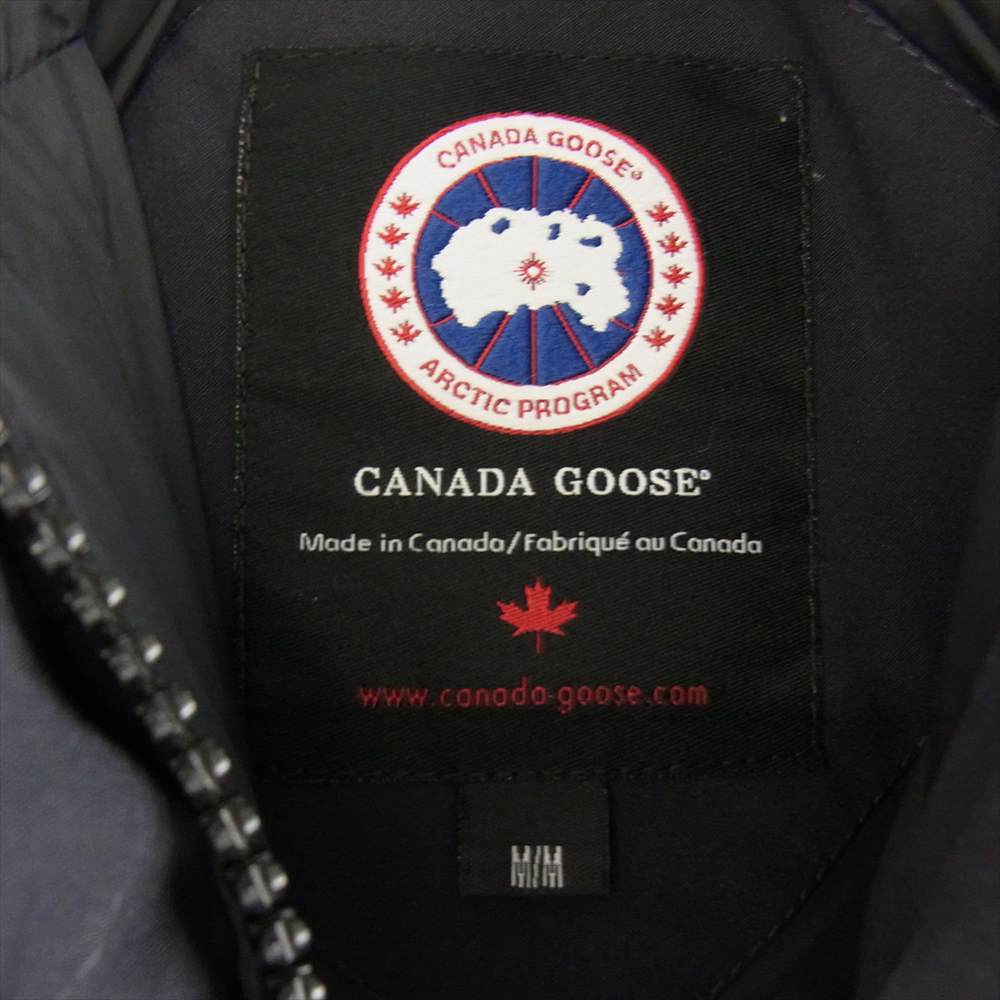 CANADA GOOSE®
ARCTIC PROGRAM
CANADA GOOSE®
Made in Canada/Fabriqué au Canada
www.canada-goose.com
M/M